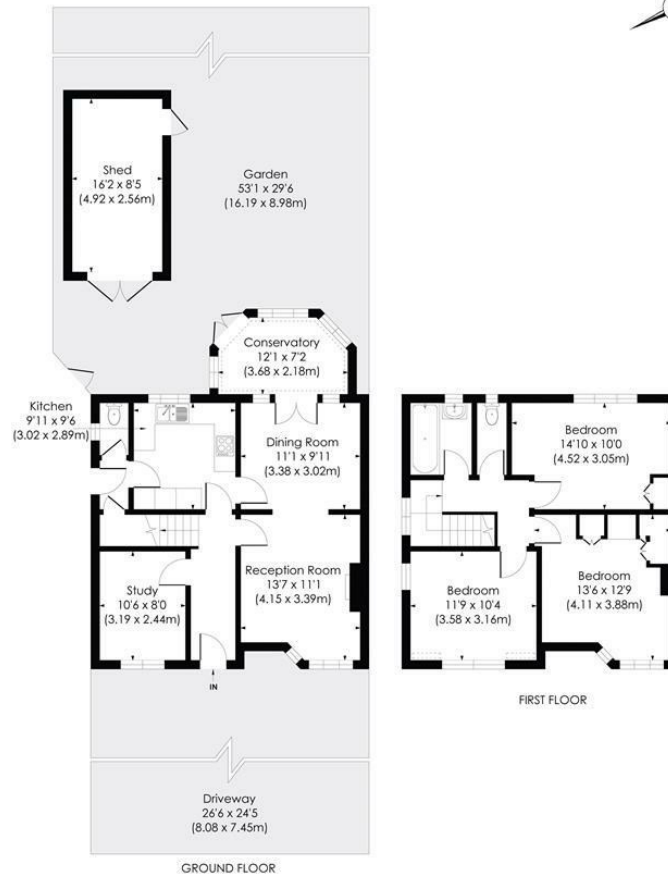 Shed
16'2 x 8'5
(4.92 x 2.56m)
Garden
53'1 x 29'6
(16.19 x 8.98m)
Conservatory
12'1 x 7'2
(3.68 x 2.18m)
Kitchen
9'11 x 9'6
(3.02 x 2.89m)
Dining Room
11'1 x 9'11
(3.38 x 3.02m)
Reception Room
13'7 x 11'1
(4.15 x 3.39m)
Study
10'6 x 8'0
(3.19 x 2.44m)
IN
Driveway
26'6 x 24'5
(8.08 x 7.45m)
GROUND FLOOR
Bedroom
14'10 x 10'0
(4.52 x 3.05m)
Bedroom
11'9 x 10'4
(3.58 x 3.16m)
Bedroom
13'6 x 12'9
(4.11 x 3.88m)
FIRST FLOOR